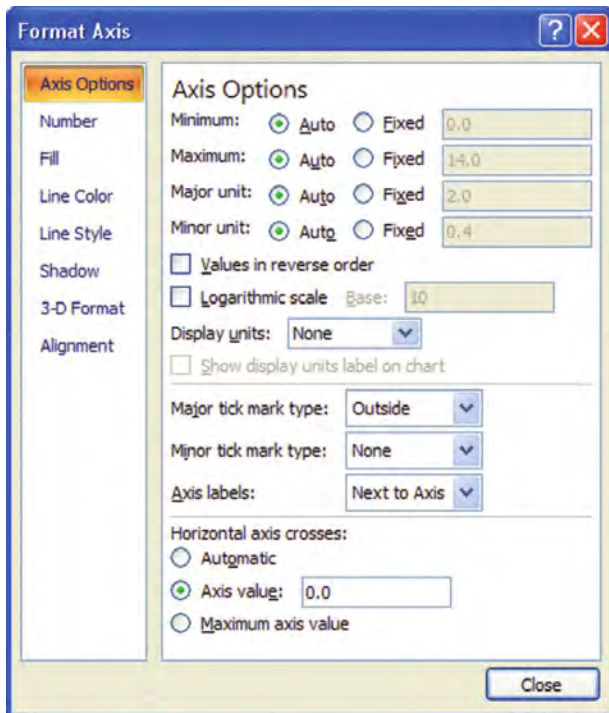 Format Axis
Axis Options
Number
Fill
Line Color
Line Style
Shadow
3-D Format
Alignment
Axis Options
Minimum: Auto Fixed 0.0
Maximum: Auto Fixed 14.0
Major unit: Auto Fixed 2.0
Minor unit: Auto Fixed 0.4
Values in reverse order
Logarithmic scale Base: 10
Display units: None
Show display units label on chart
Major tick mark type: Outside
Minor tick mark type: None
Axis labels: Next to Axis
Horizontal axis crosses:
Automatic
Axis value: 0.0
Maximum axis value
Close